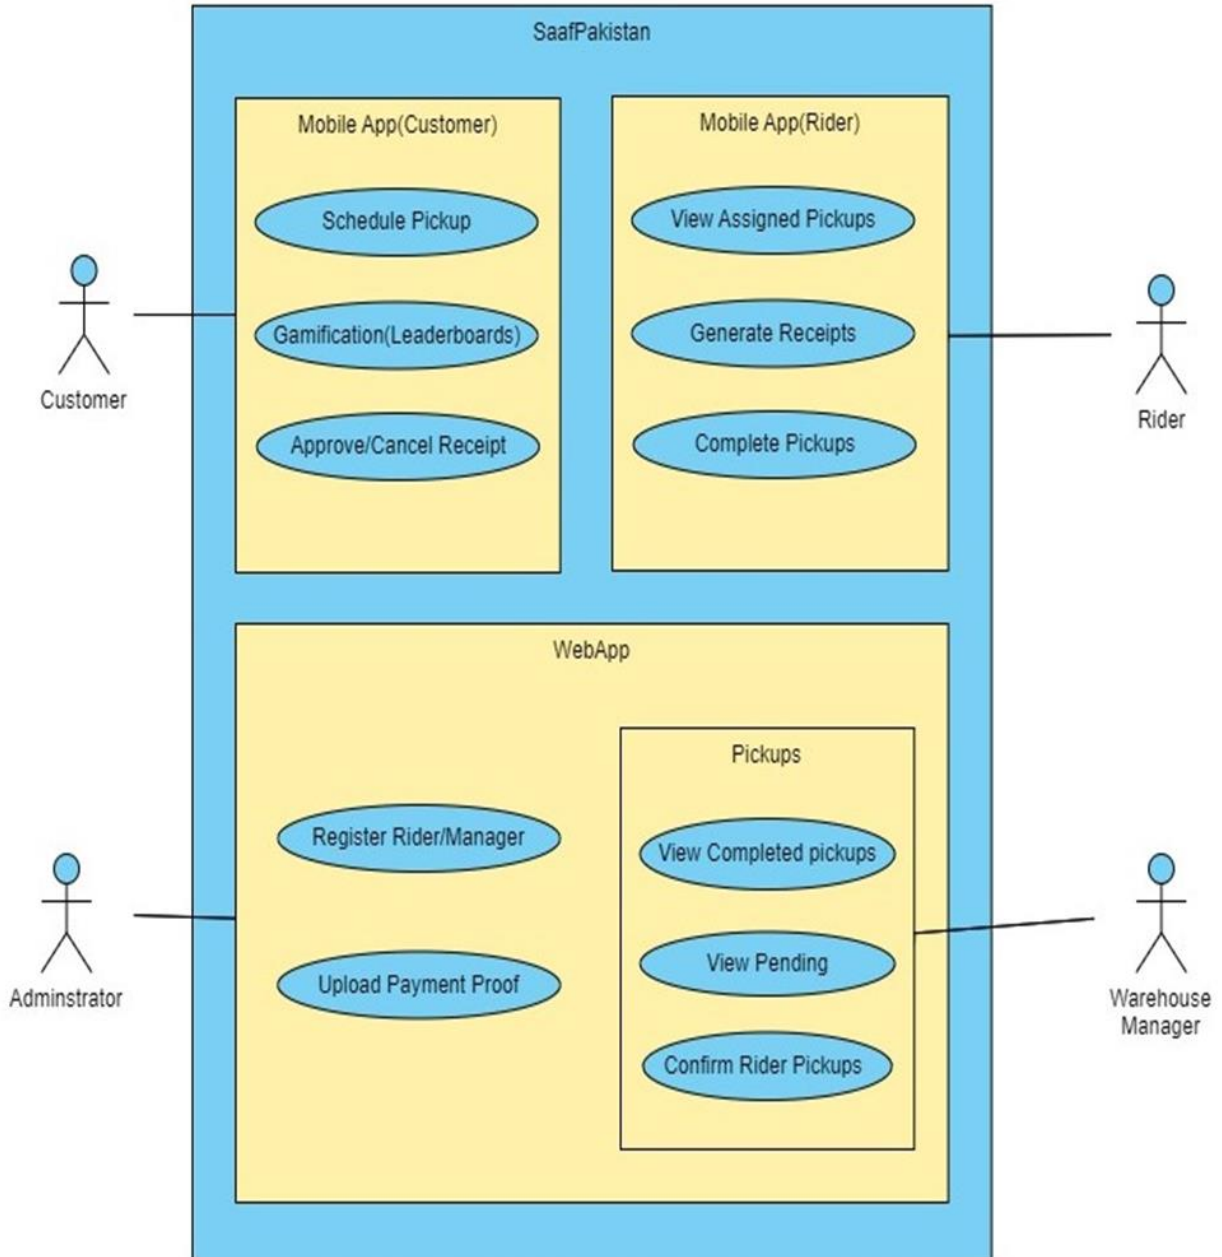 SaafPakistan
Mobile App(Customer)
Schedule Pickup
Gamification(Leaderboards)
Approve/Cancel Receipt
Mobile App(Rider)
View Assigned Pickups
Generate Receipts
Complete Pickups
Customer
Rider
WebApp
Register Rider/Manager
Upload Payment Proof
Pickups
View Completed pickups
View Pending
Confirm Rider Pickups
Adminstrator
Warehouse
Manager